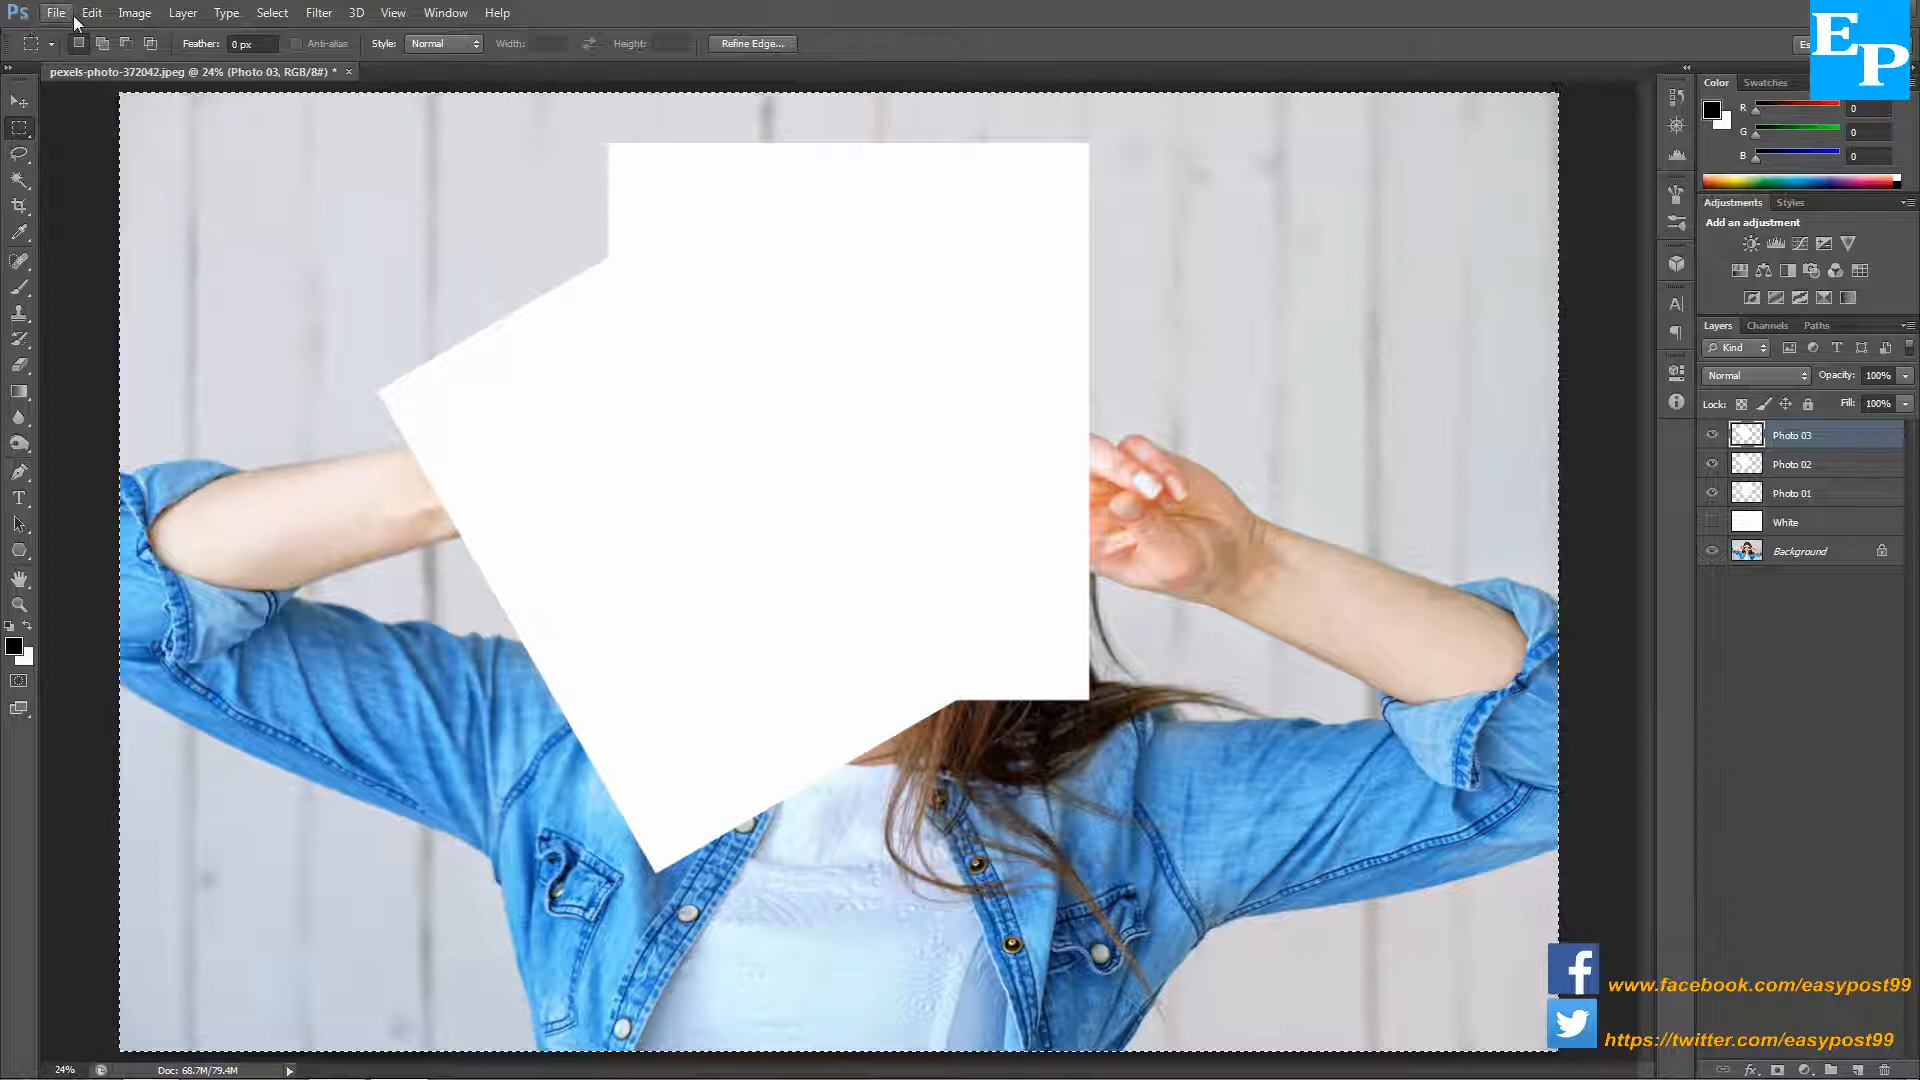 Ps File Edit Image Layer Type Select Filter 3D View Window Help
Feather: 0 px Anti-alias Style: Normal Width: Height: Refine Edge... Es
EP
pexels-photo-372042.jpeg @ 24% (Photo 03, RGB/8#) * ×
Color Swatches
R 0
G 0
B 0
Adjustments Styles
Add an adjustment
Layers Channels Paths
Kind
Normal Opacity: 100%
Lock: Fill: 100%
Photo 03
Photo 02
Photo 01
White
Background
www.facebook.com/easypost99
https://twitter.com/easypost99
24% Doc: 68.7M/79.4M